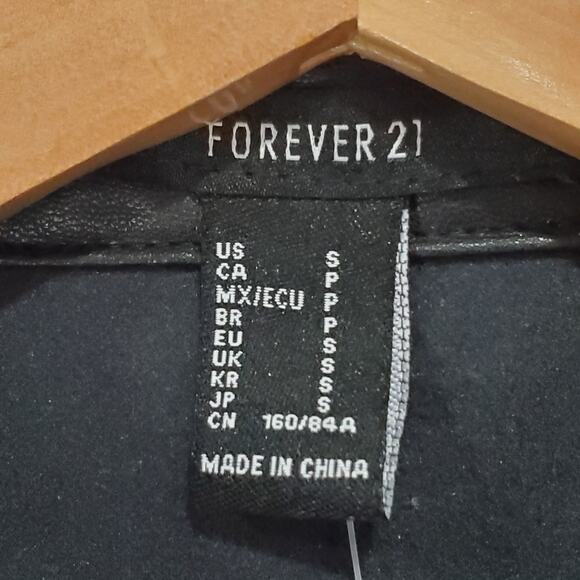 FOREVER 21
US S
CA P
MX/ECU P
BR P
EU S
UK S
KR S
JP S
CN 160/84A
MADE IN CHINA